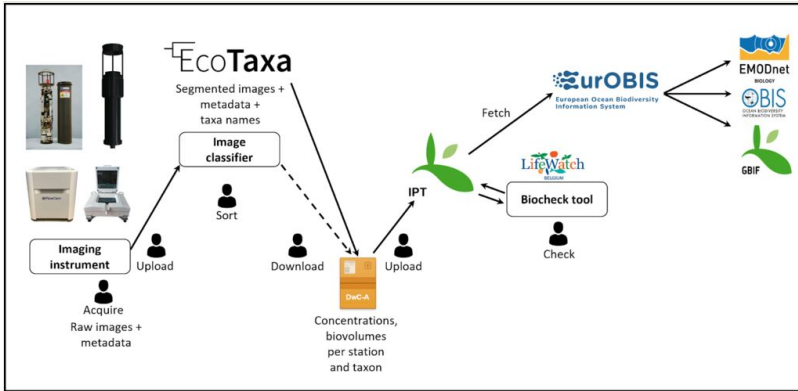 EcoTaxa
Segmented images +
metadata +
taxa names
Image
classifier
Sort
Imaging
instrument
Upload
Acquire
Raw images +
metadata
Download
DwC-A
Concentrations,
biovolumes
per station
and taxon
Upload
IPT
Fetch
LifeWatch
BELGIUM
Biocheck tool
Check
EurOBIS
European Ocean Biodiversity
Information System
EMODnet
BIOLOGY
OBIS
OCEAN BIODIVERSITY
INFORMATION SYSTEM
GBIF